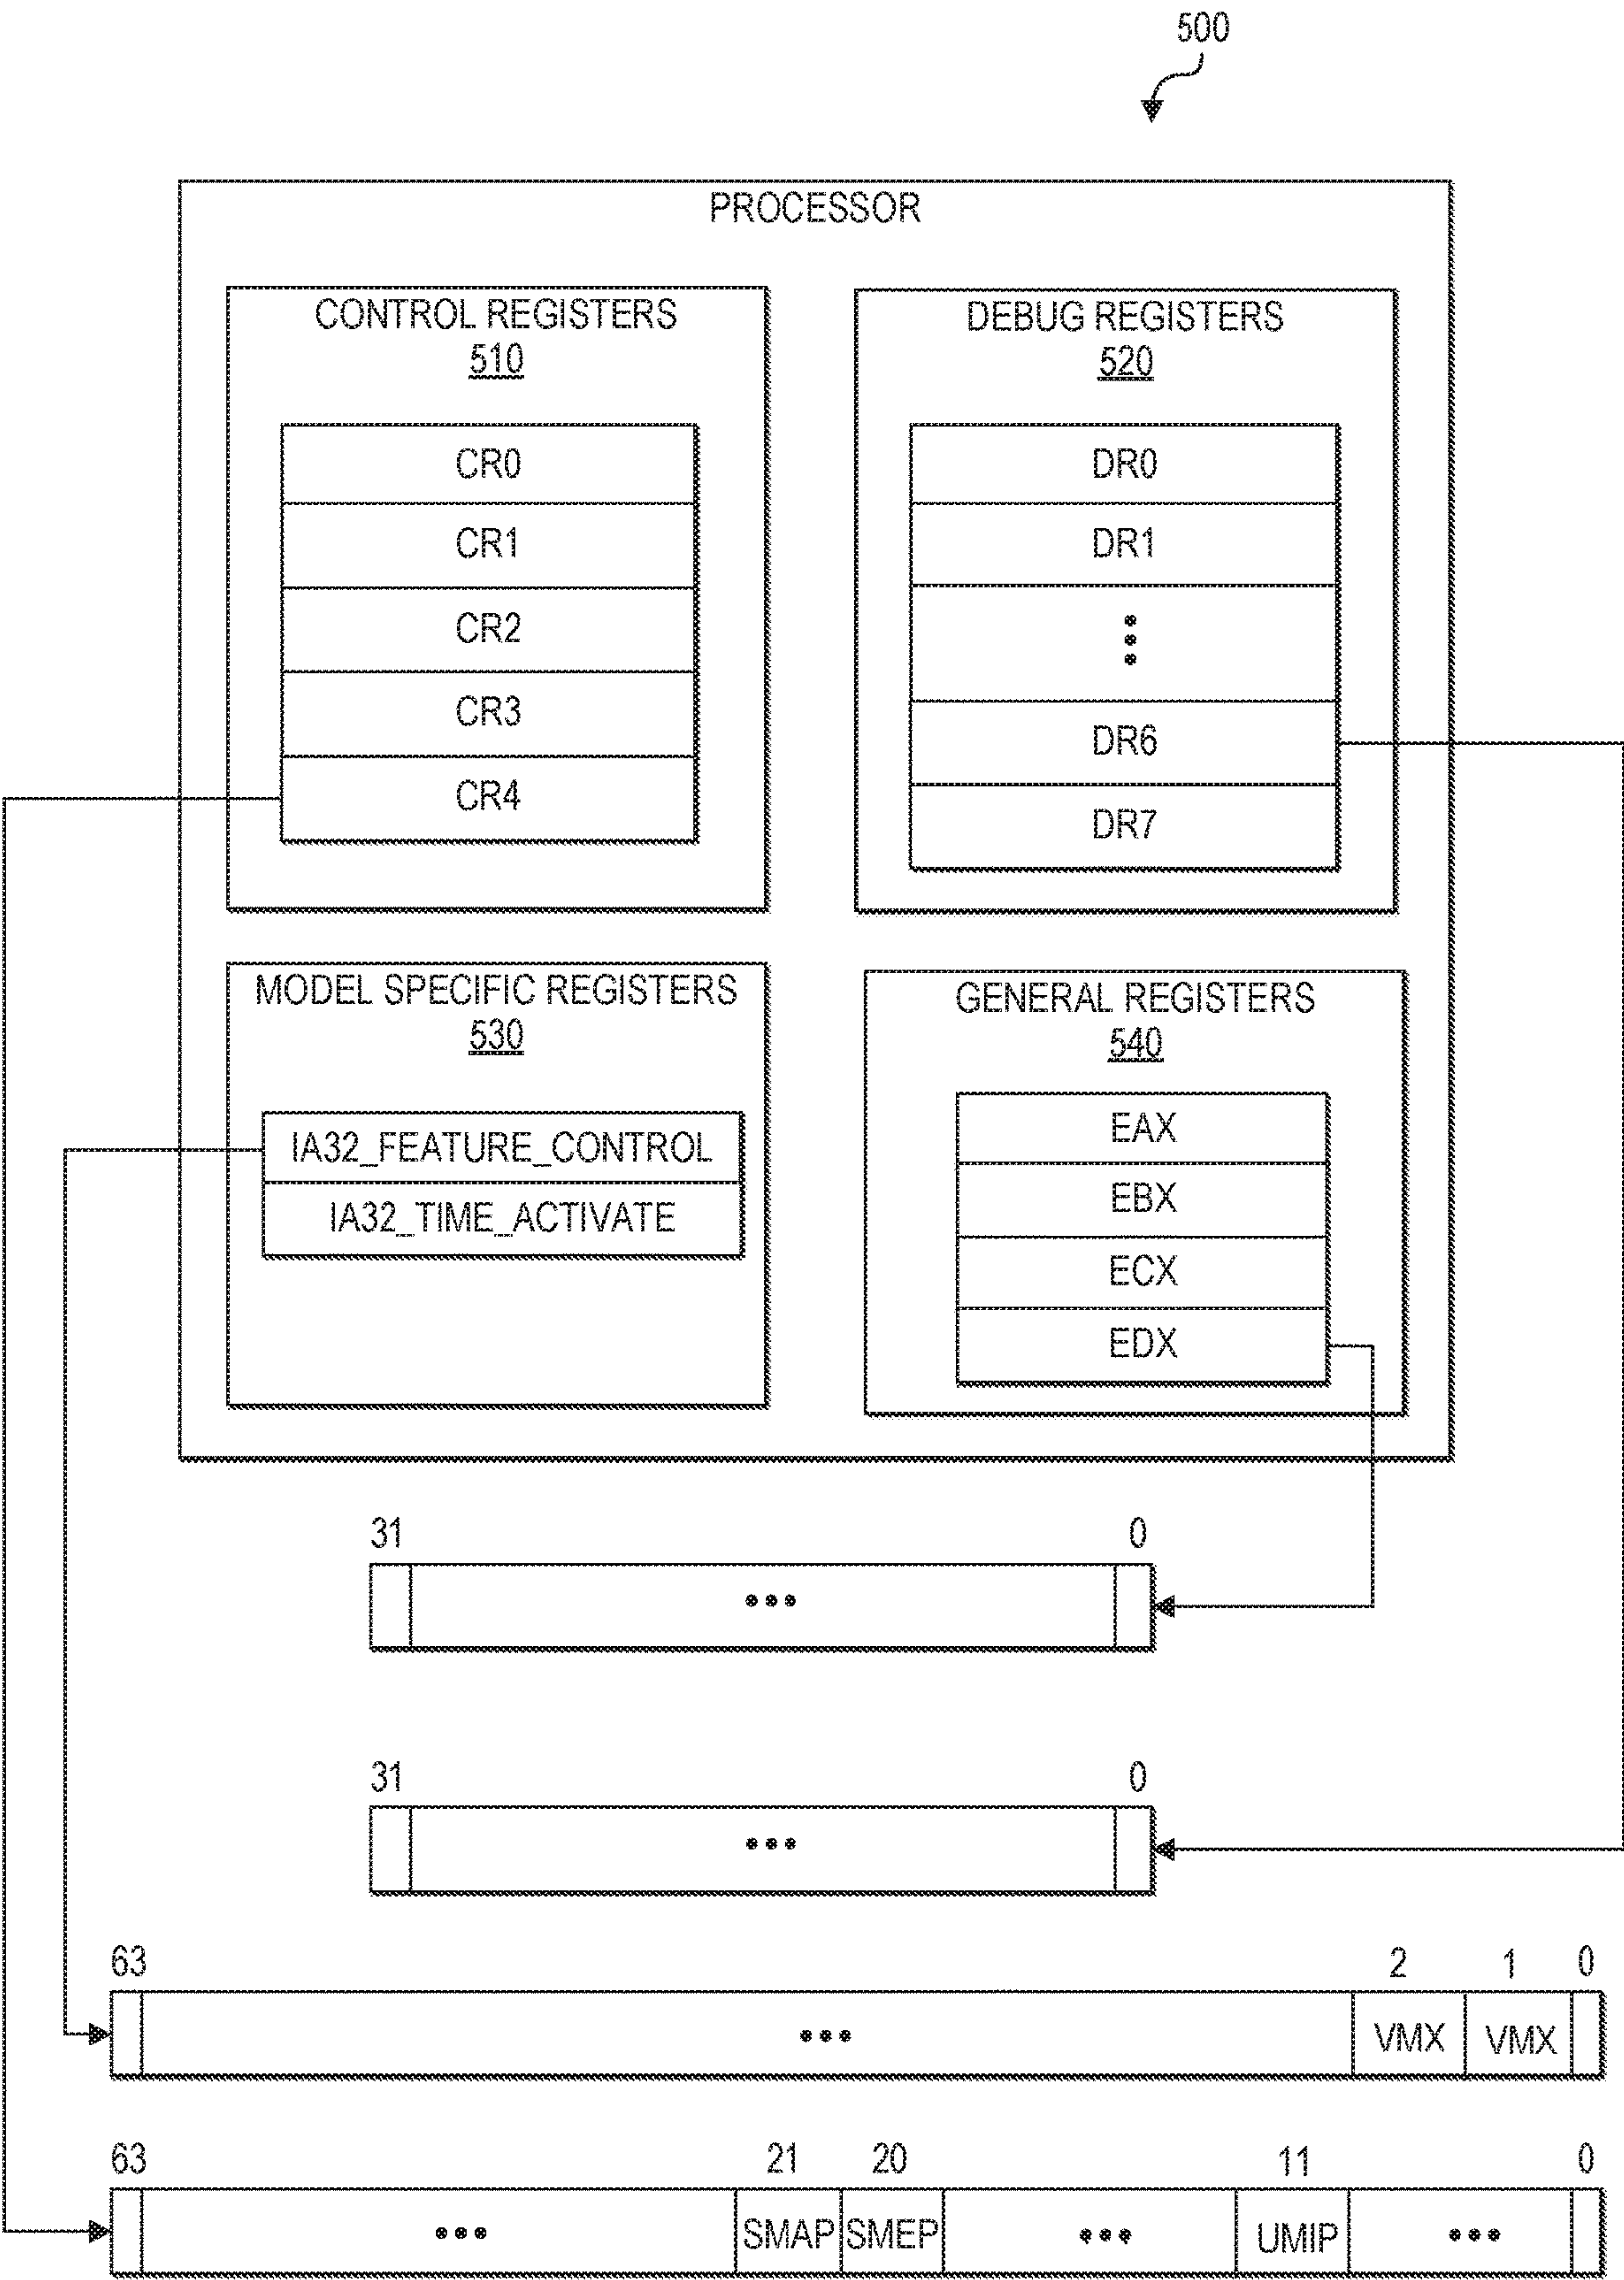 500
PROCESSOR
CONTROL REGISTERS
510
CR0
CR1
CR2
CR3
CR4
DEBUG REGISTERS
520
DR0
DR1
DR6
DR7
MODEL SPECIFIC REGISTERS
530
IA32_FEATURE_CONTROL
IA32_TIME_ACTIVATE
GENERAL REGISTERS
540
EAX
EBX
ECX
EDX
31 0
31 0
63 2 1 0
VMX VMX
63 21 20 11 0
SMAP SMEP UMIP